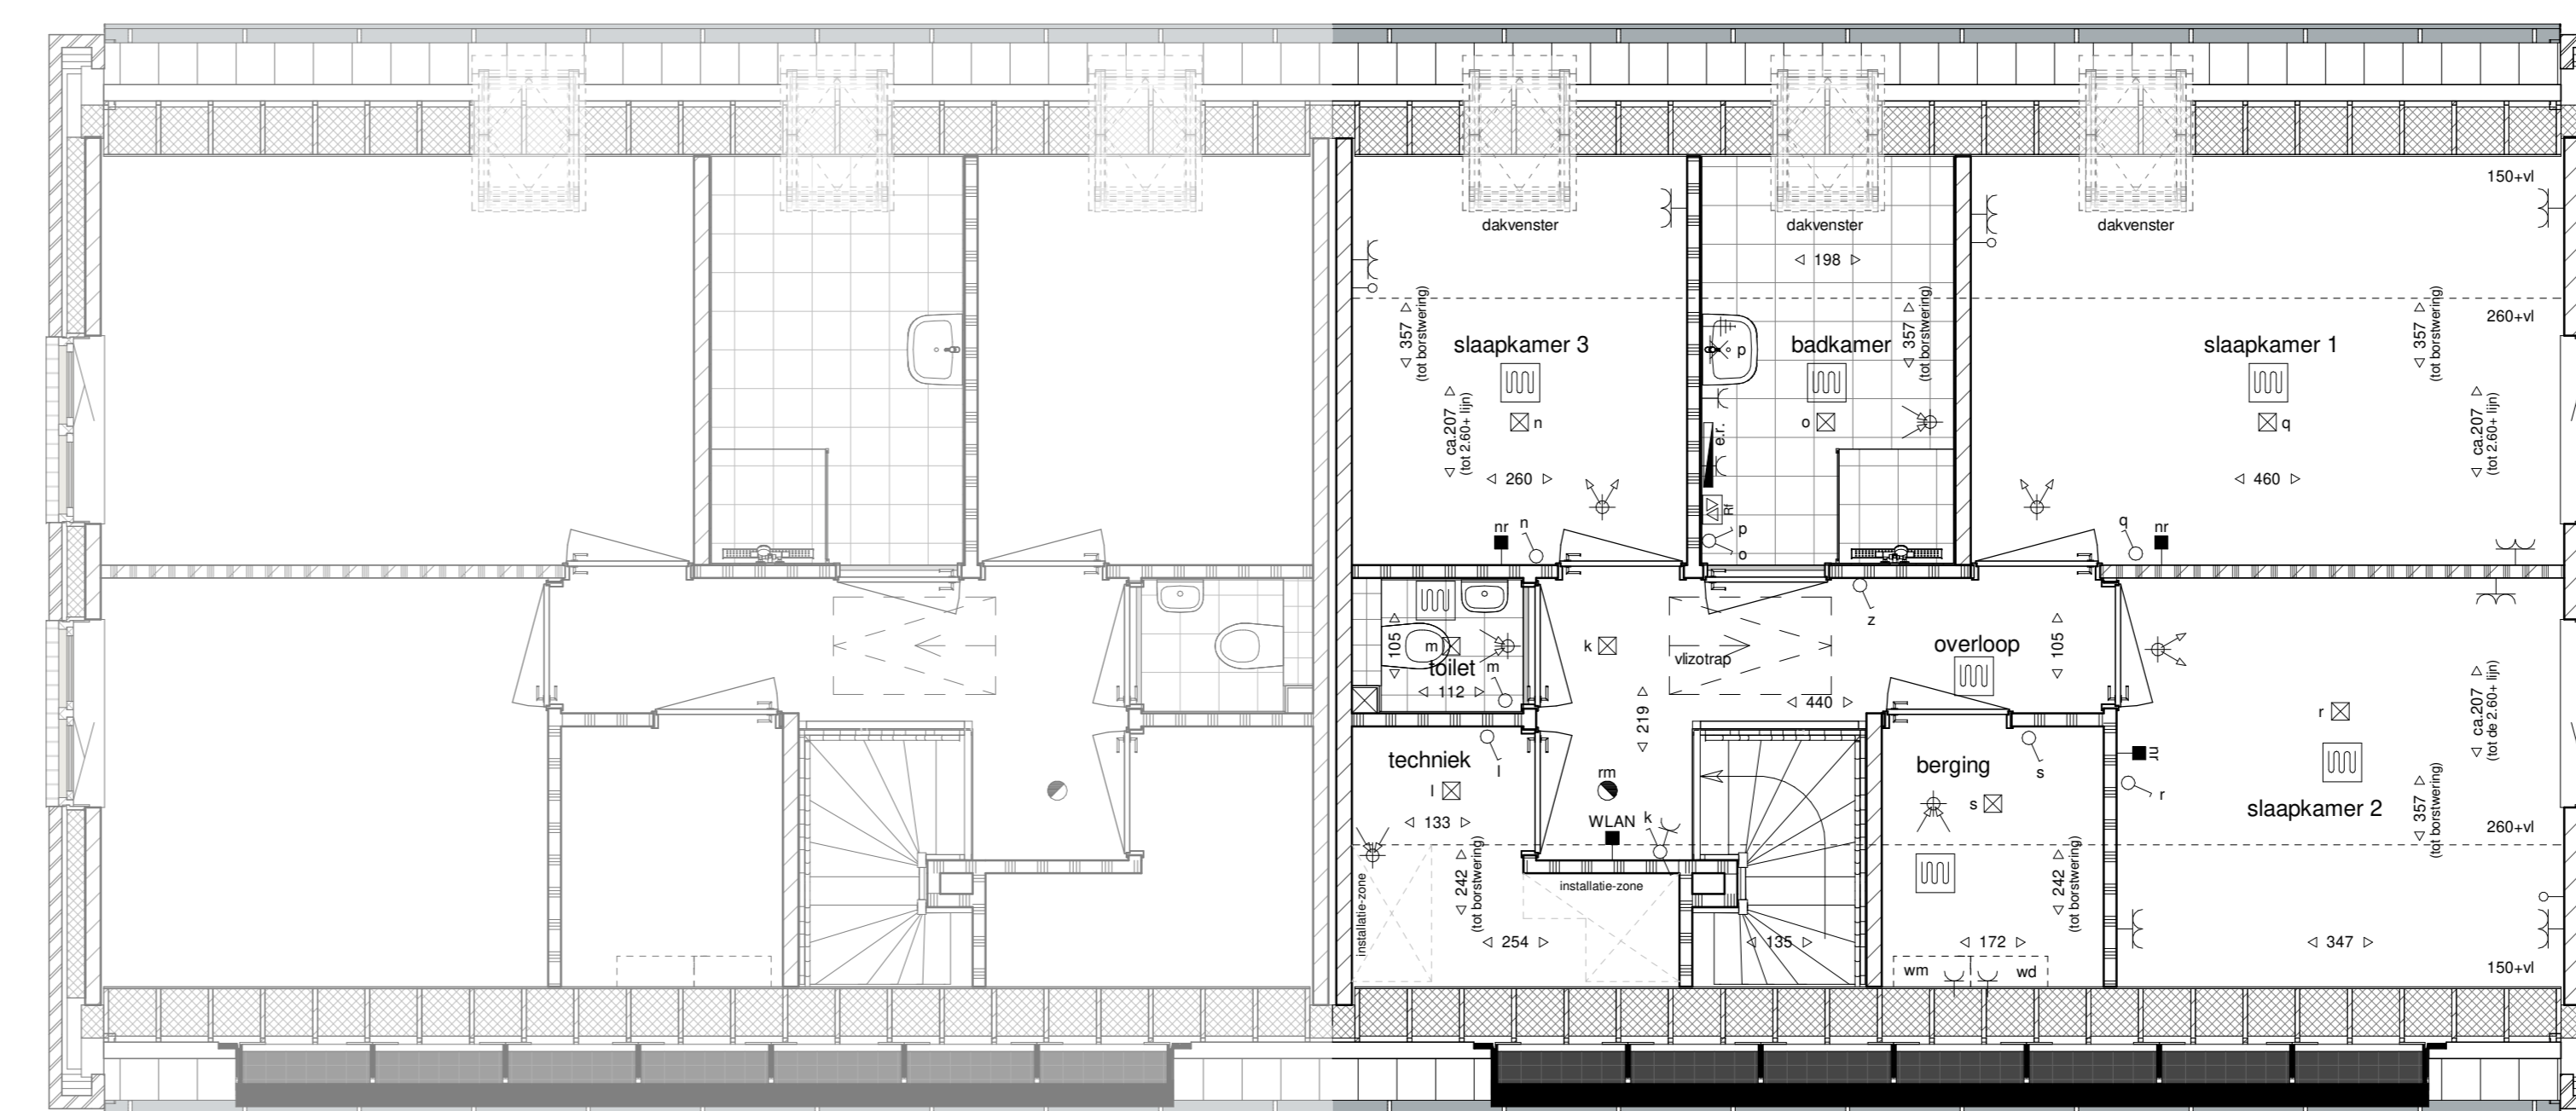 150+vl
dakvenster
dakvenster
dakvenster
198
357
(tot borstwering)
357
(tot borstwering)
357
(tot borstwering)
260+vl
slaapkamer 3
p
badkamer
slaapkamer 1
ca.207
(tot 2.60+ lijn)
n
e.r.
o
q
ca.207
(tot 2.60+ lijn)
260
460
Rf
nr
n
p
o
q
nr
105
m
toilet
m
112
k
vlizotrap
z
overloop
105
440
219
r
ca.207
(tot de 2.60+ lijn)
techniek
l
l
133
rm
WLAN
k
berging
s
s
nr
r
slaapkamer 2
357
(tot borstwering)
260+vl
installatie-zone
242
(tot borstwering)
installatie-zone
242
(tot borstwering)
254
135
172
347
wm
wd
150+vl